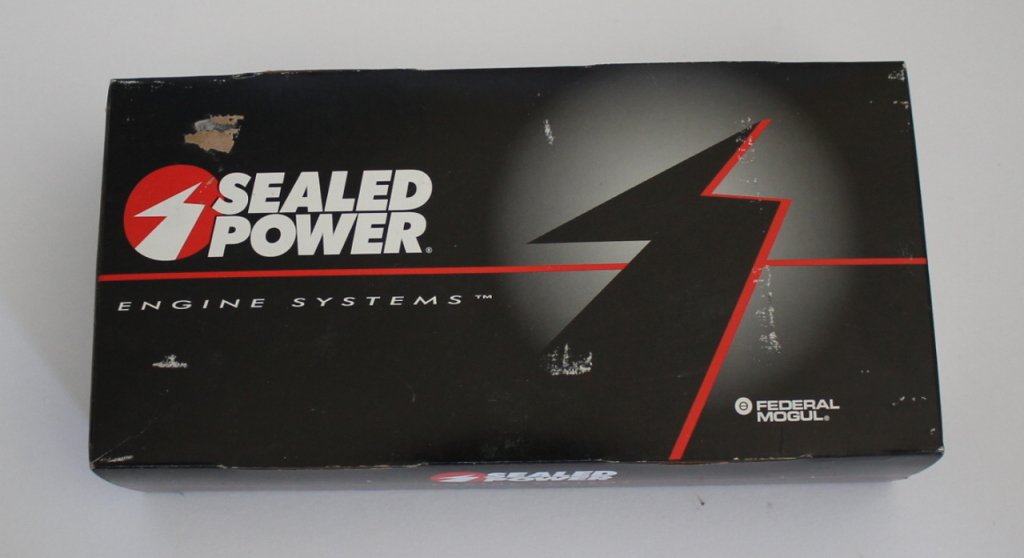 SEALED
POWER®
ENGINE SYSTEMS™
FEDERAL
MOGUL®
SEALED
POWER